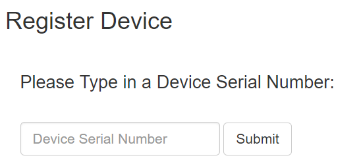 Register Device
Please Type in a Device Serial Number:
Device Serial Number Submit